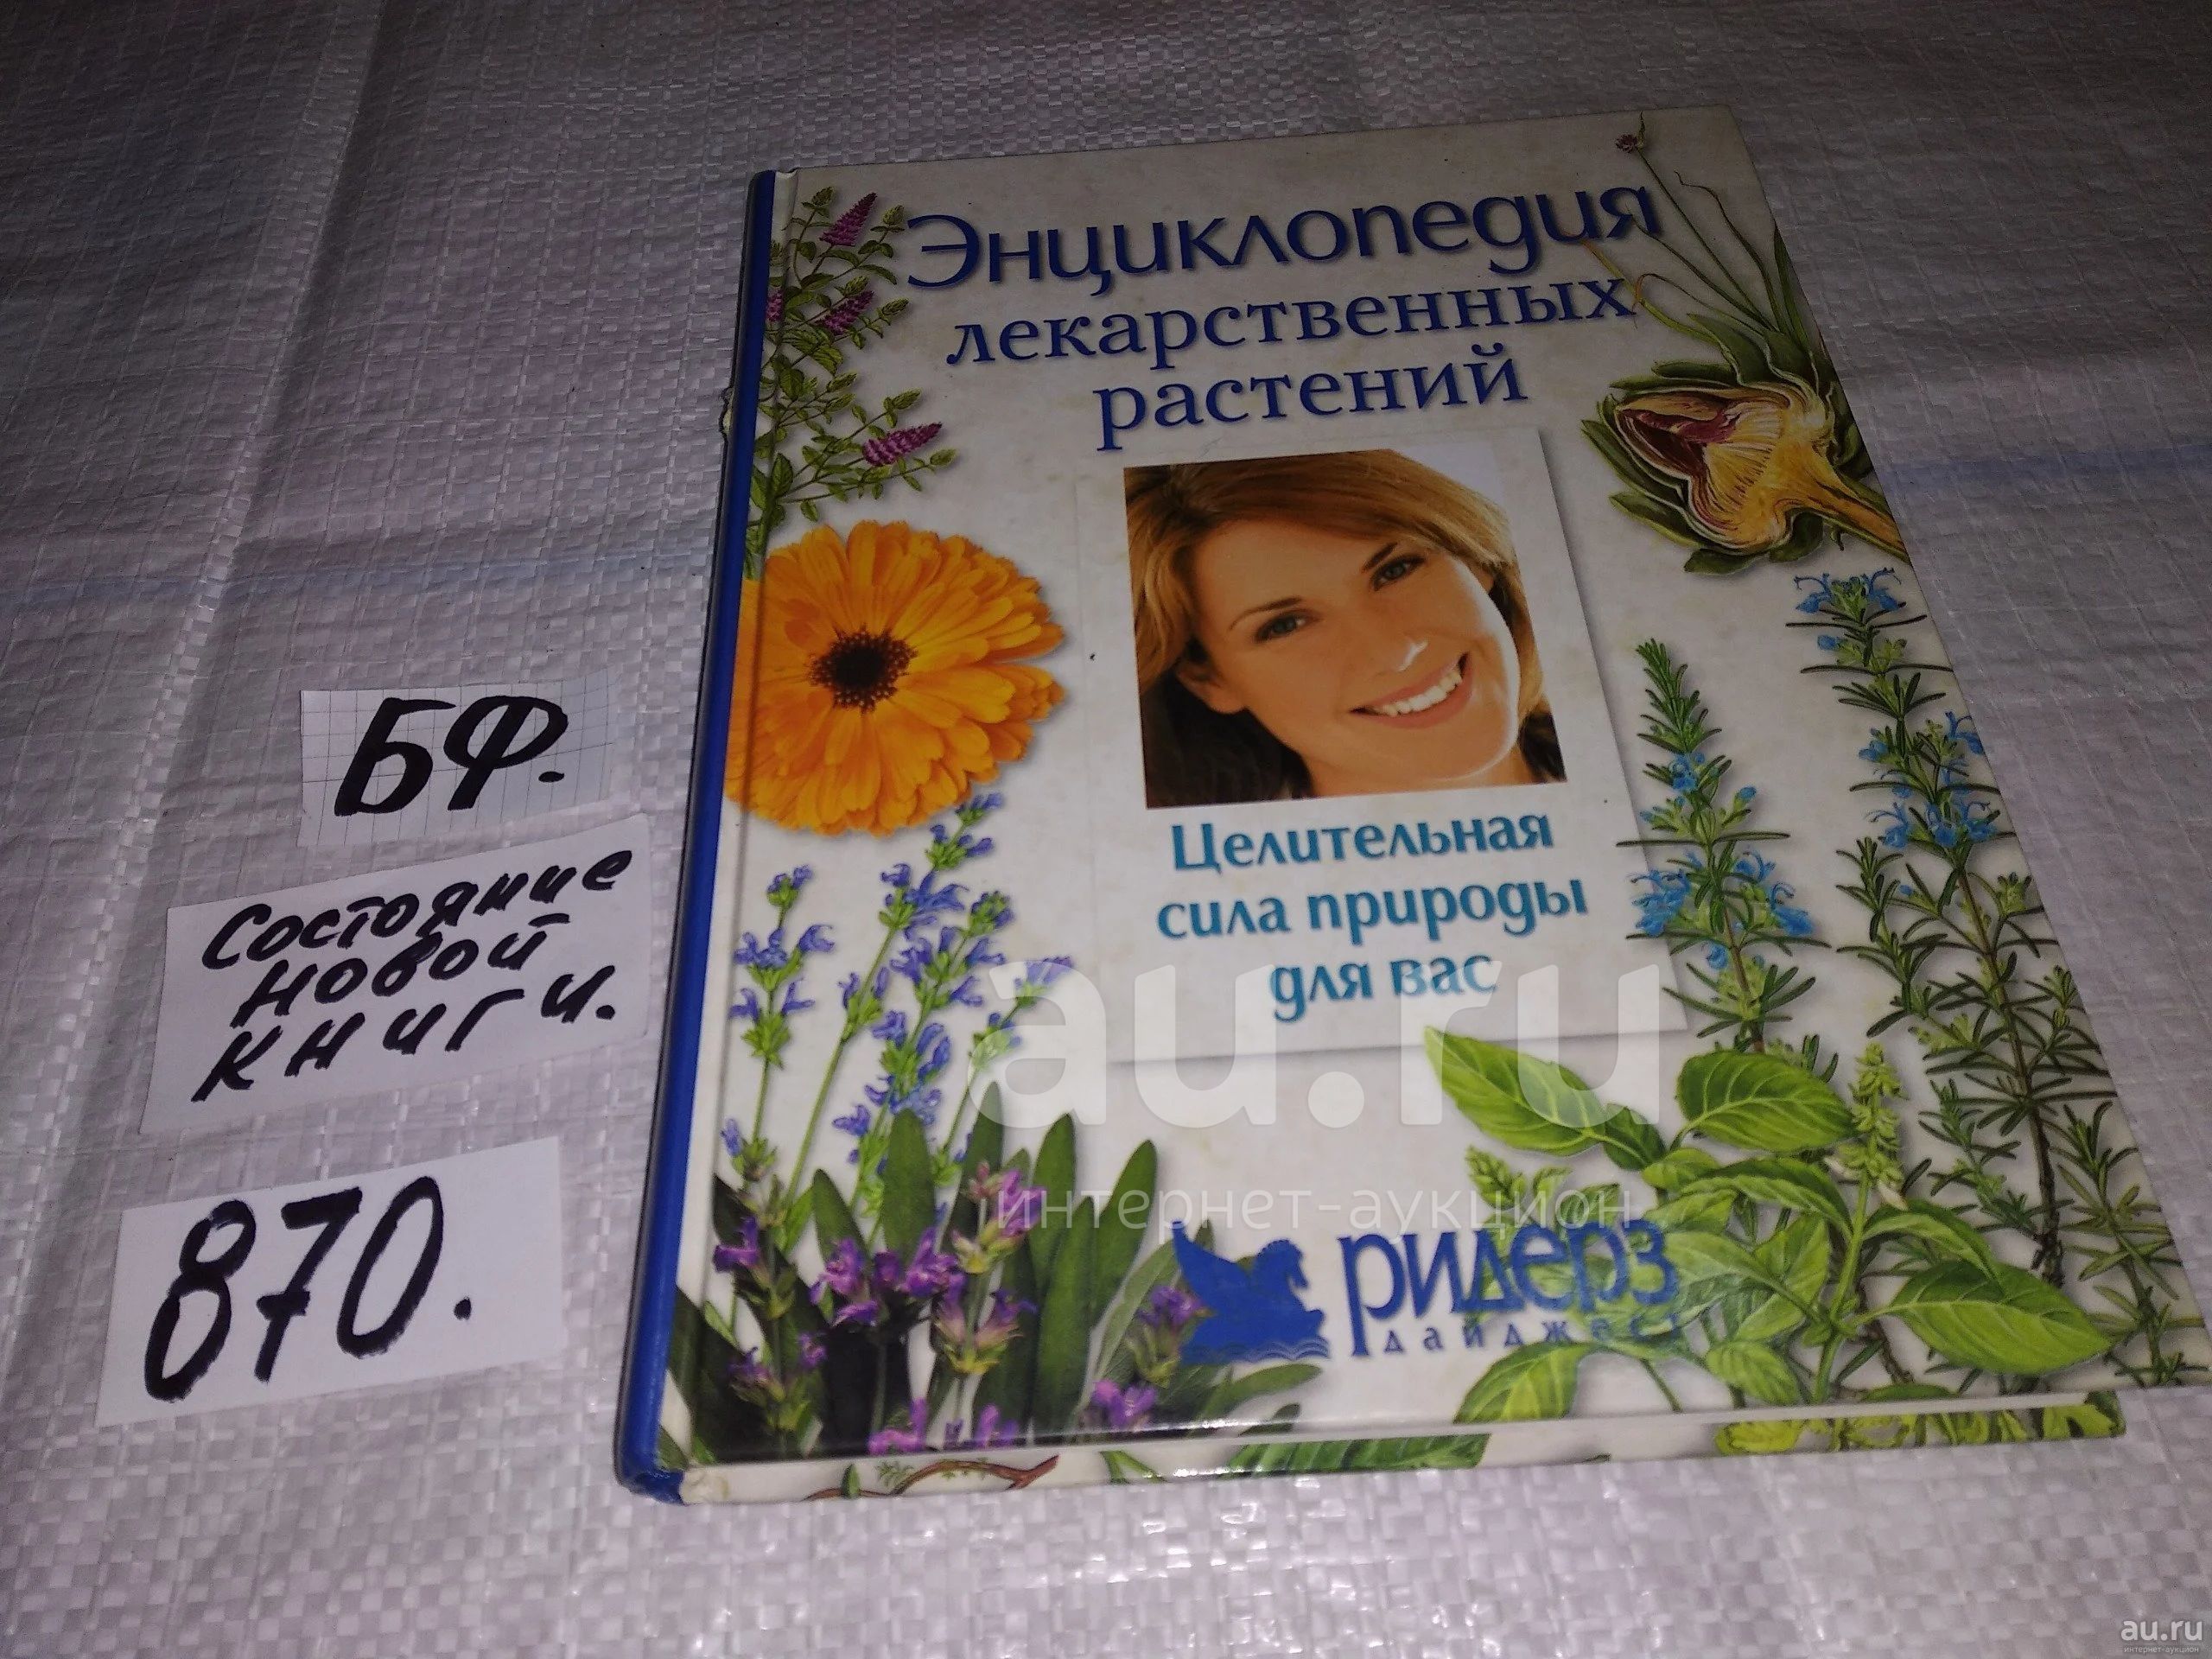 Энциклопедия
лекарственных
растений
Целительная
сила природы
для вас
ридерз
дайджест
БФ.
Состояние
новой
книги.
870.
au.ru
интернет-аукцион
au.ru
интернет-аукцион